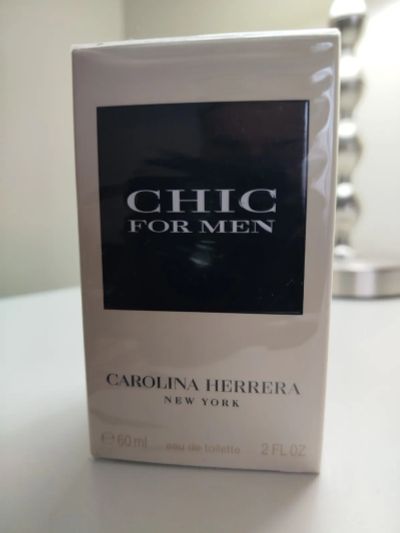 CHIC
FOR MEN
CAROLINA HERRERA
NEW YORK
℮ 60 ml eau de toilette 2 FL OZ